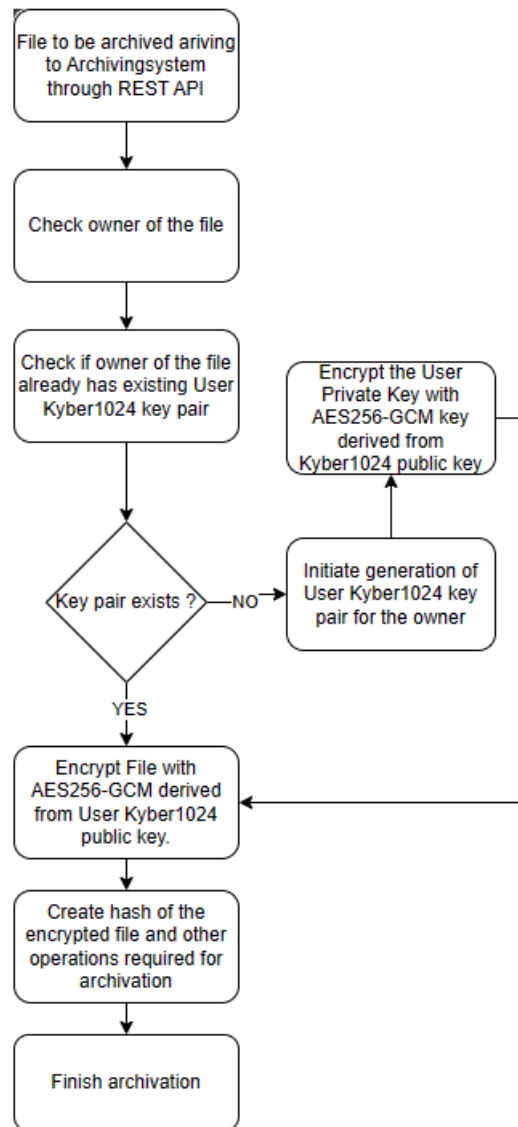 File to be archived ariving
to Archivingsystem
through REST API
Check owner of the file
Check if owner of the file
already has existing User
Kyber1024 key pair
Encrypt the User
Private Key with
AES256-GCM key
derived from
Kyber1024 public key
Key pair exists ?
NO
Initiate generation of
User Kyber1024 key
pair for the owner
YES
Encrypt File with
AES256-GCM derived
from User Kyber1024
public key.
Create hash of the
encrypted file and other
operations required for
archivation
Finish archivation